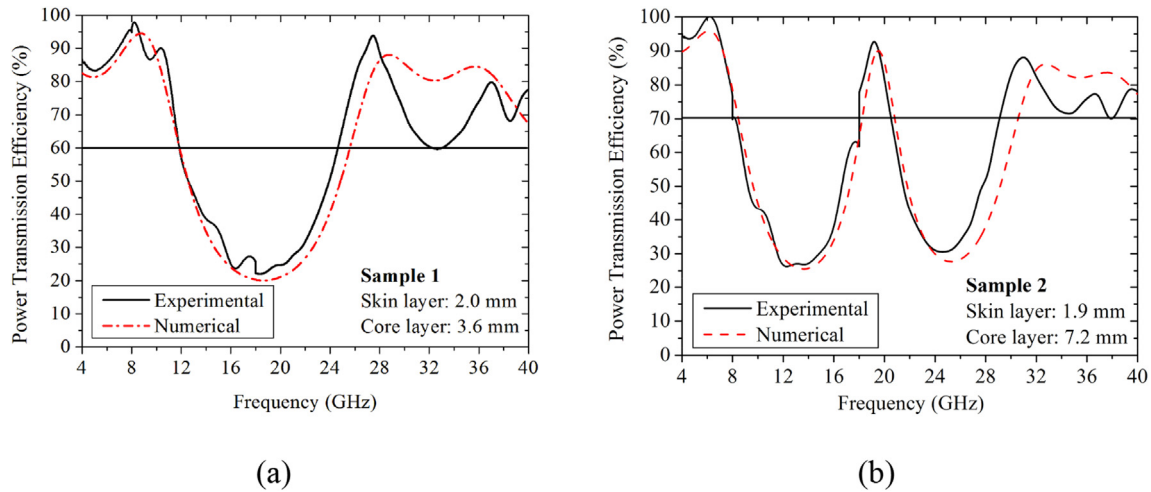 100
90
80
70
60
50
40
30
20
10
0
Power Transmission Efficiency (%)
Sample 1
Skin layer: 2.0 mm
Core layer: 3.6 mm
Experimental
Numerical
4 8 12 16 20 24 28 32 36 40
Frequency (GHz)
(a)
100
90
80
70
60
50
40
30
20
10
0
Power Transmission Efficiency (%)
Sample 2
Skin layer: 1.9 mm
Core layer: 7.2 mm
Experimental
Numerical
4 8 12 16 20 24 28 32 36 40
Frequency (GHz)
(b)